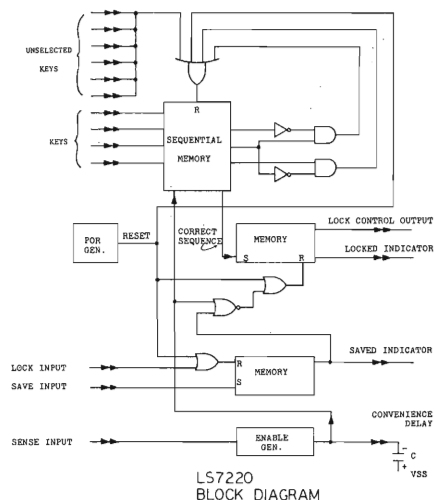 UNSELECTED
KEYS
KEYS
R
SEQUENTIAL
MEMORY
POR
GEN.
RESET
CORRECT
SEQUENCE
MEMORY
S
R
LOCK CONTROL OUTPUT
LOCKED INDICATOR
SAVED INDICATOR
LOCK INPUT
SAVE INPUT
R
S
MEMORY
SENSE INPUT
ENABLE
GEN.
CONVENIENCE
DELAY
-
C
+
VSS
LS7220
BLOCK DIAGRAM